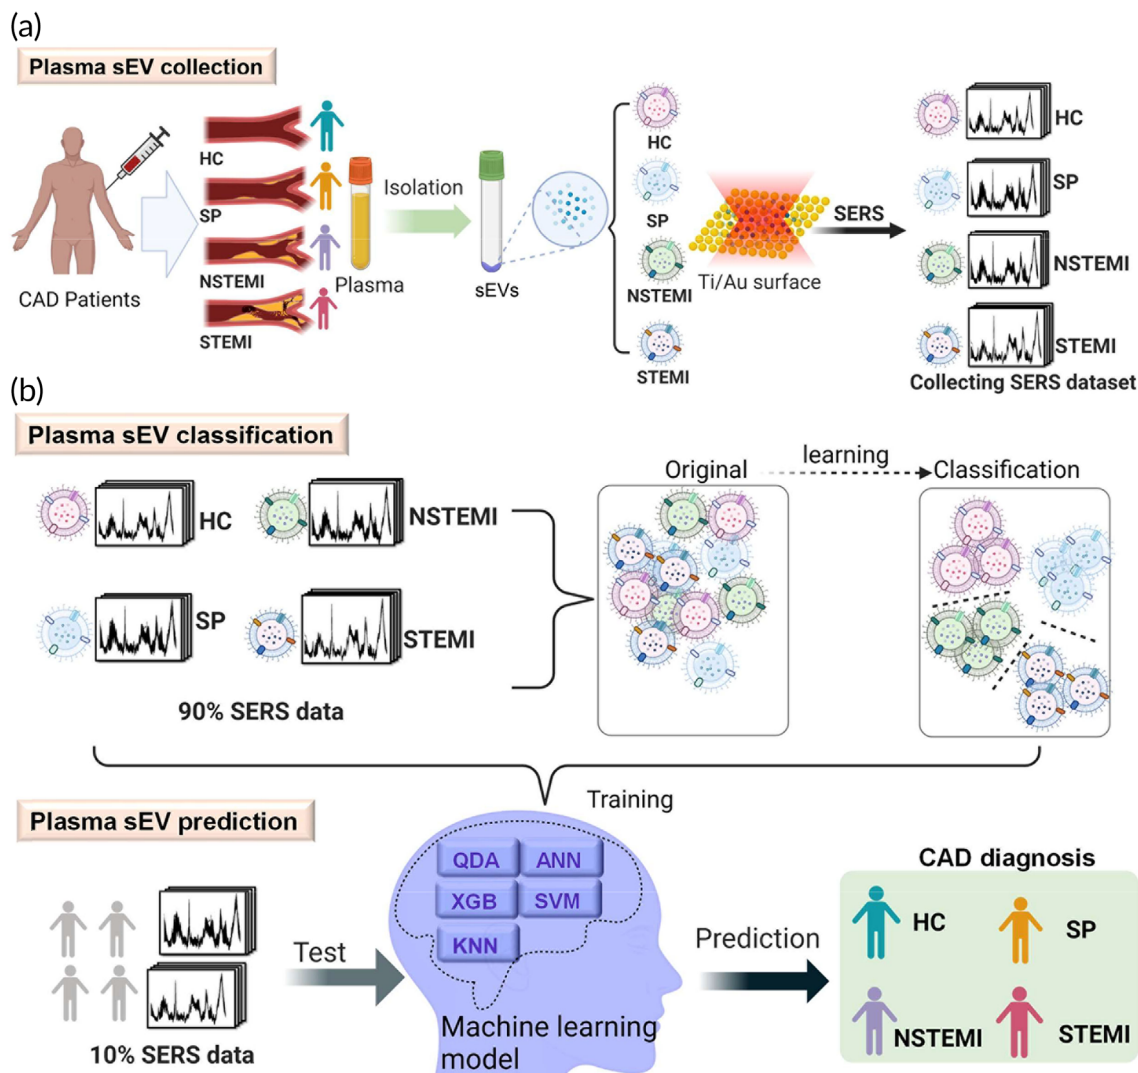 (a)
Plasma sEV collection
HC
SP
NSTEMI
STEMI
CAD Patients
Plasma
Isolation
sEVs
HC
SP
NSTEMI
STEMI
Ti/Au surface
SERS
HC
SP
NSTEMI
STEMI
Collecting SERS dataset
(b)
Plasma sEV classification
HC
NSTEMI
SP
STEMI
90% SERS data
Original
learning
Classification
Training
Plasma sEV prediction
10% SERS data
Test
QDA
ANN
XGB
SVM
KNN
Machine learning
model
Prediction
CAD diagnosis
HC
SP
NSTEMI
STEMI